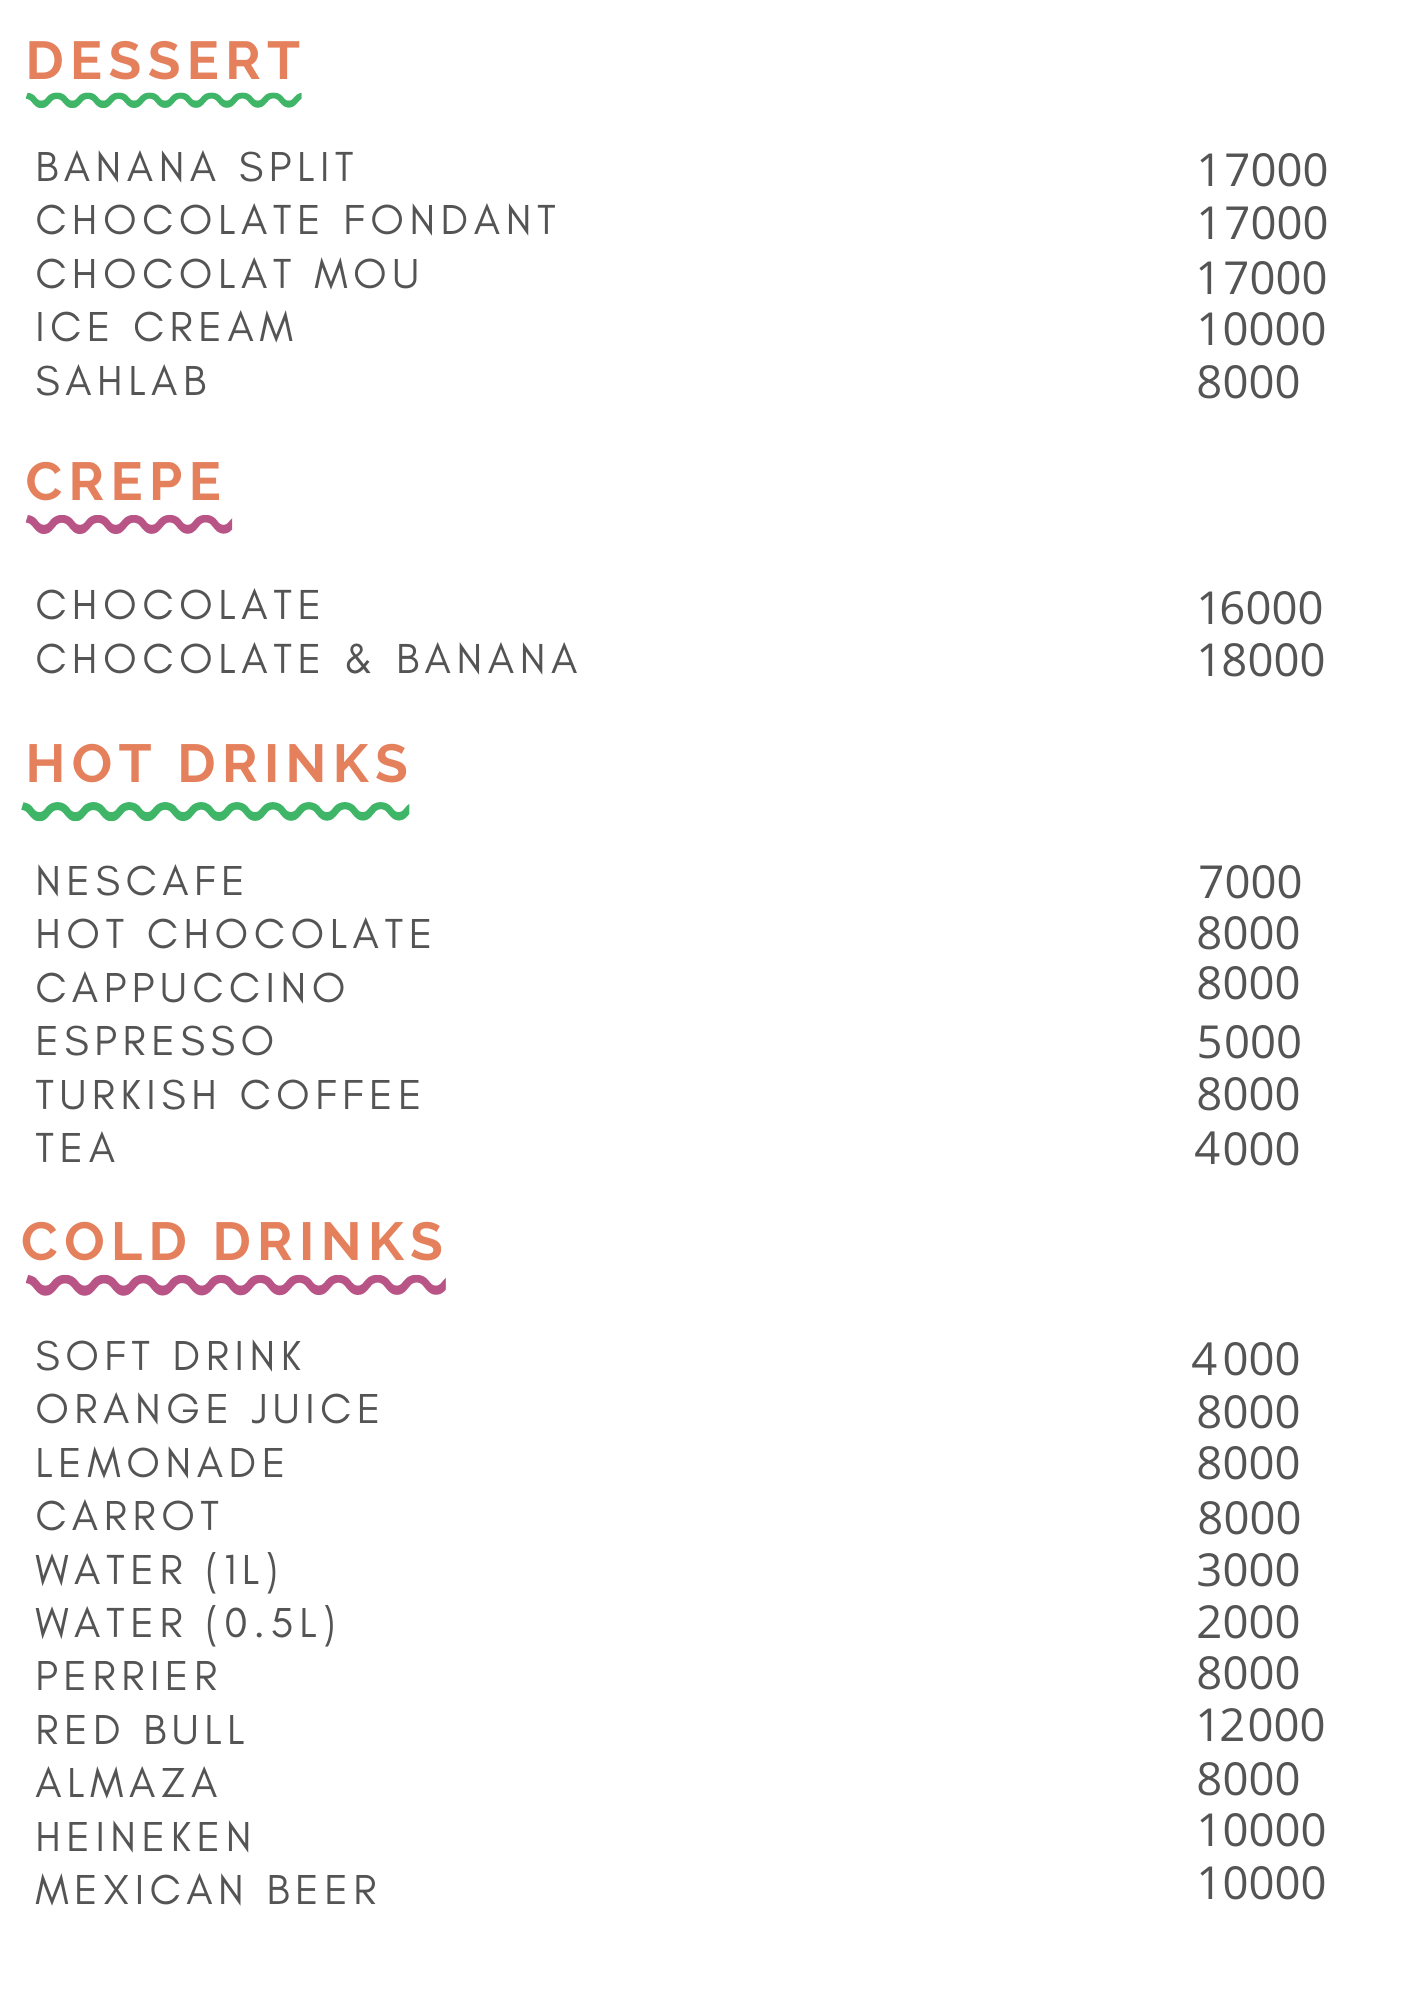 DESSERT
BANANA SPLIT 17000
CHOCOLATE FONDANT 17000
CHOCOLAT MOU 17000
ICE CREAM 10000
SAHLAB 8000
CREPE
CHOCOLATE 16000
CHOCOLATE & BANANA 18000
HOT DRINKS
NESCAFE 7000
HOT CHOCOLATE 8000
CAPPUCCINO 8000
ESPRESSO 5000
TURKISH COFFEE 8000
TEA 4000
COLD DRINKS
SOFT DRINK 4000
ORANGE JUICE 8000
LEMONADE 8000
CARROT 8000
WATER (1L) 3000
WATER (0.5L) 2000
PERRIER 8000
RED BULL 12000
ALMAZA 8000
HEINEKEN 10000
MEXICAN BEER 10000